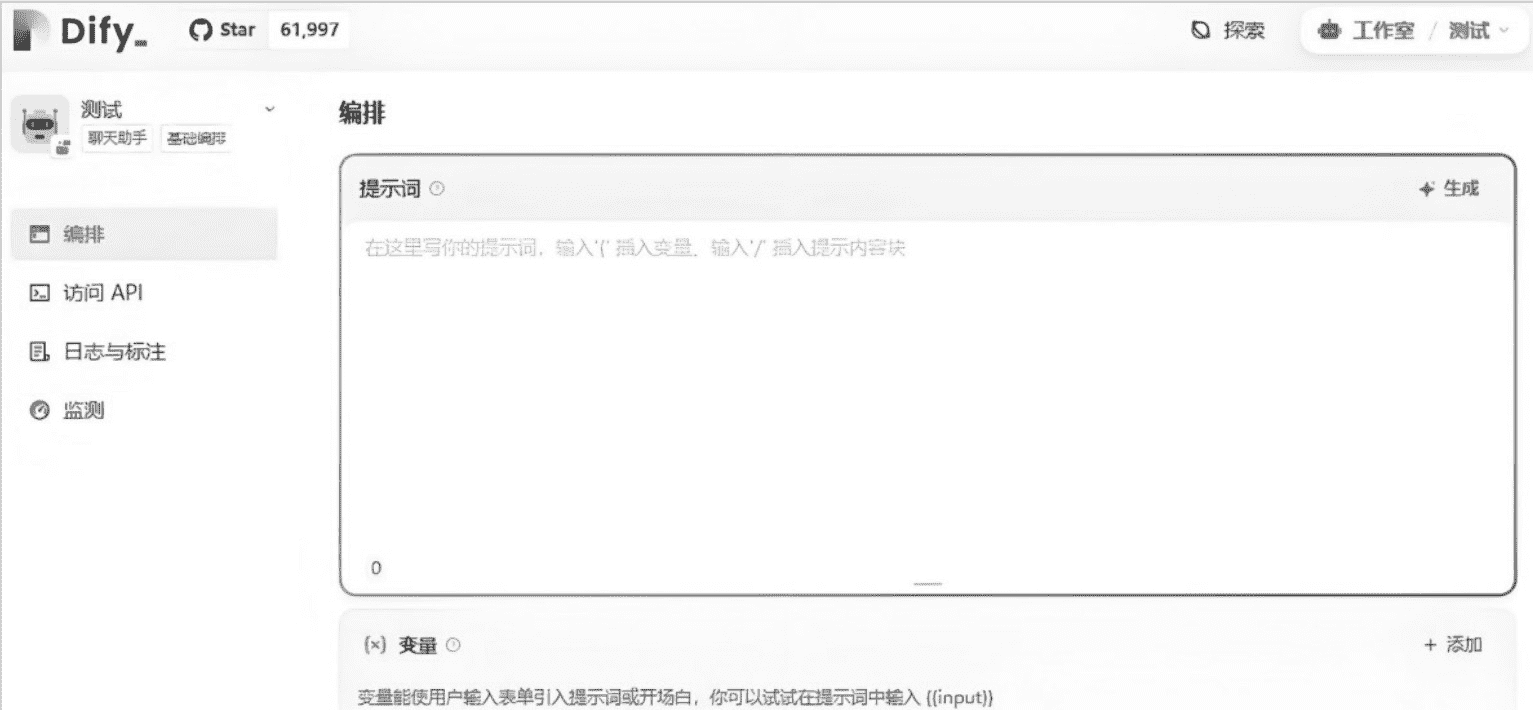 Dify_ Star 61,997 探索 工作室 / 测试
测试
聊天助手 基础编排
编排
访问 API
日志与标注
监测
编排
提示词 生成
在这里写你的提示词，输入'{' 插入变量、输入'/' 插入提示内容块
0
{×} 变量 + 添加
变量能使用户输入表单引入提示词或开场白，你可以试试在提示词中输入 {{input}}